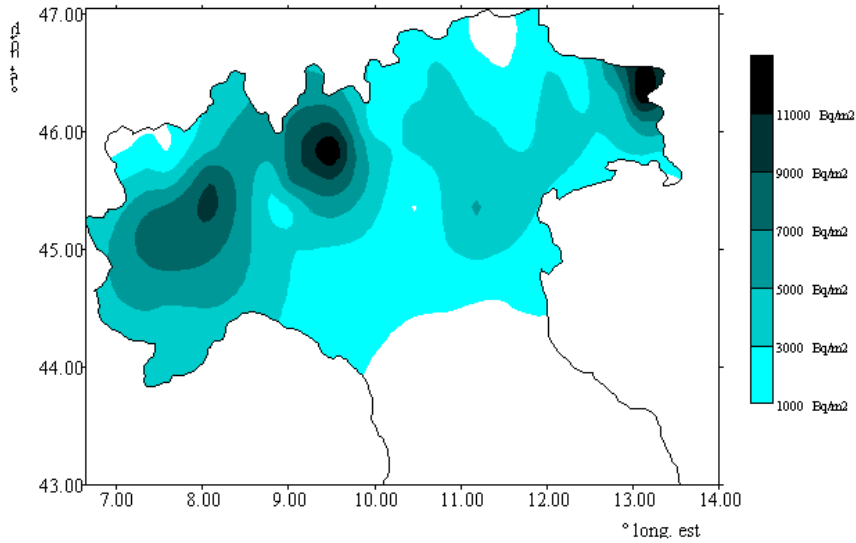 47.00
46.00
45.00
44.00
43.00
7.00 8.00 9.00 10.00 11.00 12.00 13.00 14.00
° long. est
11000 Bq/m2
9000 Bq/m2
7000 Bq/m2
5000 Bq/m2
3000 Bq/m2
1000 Bq/m2